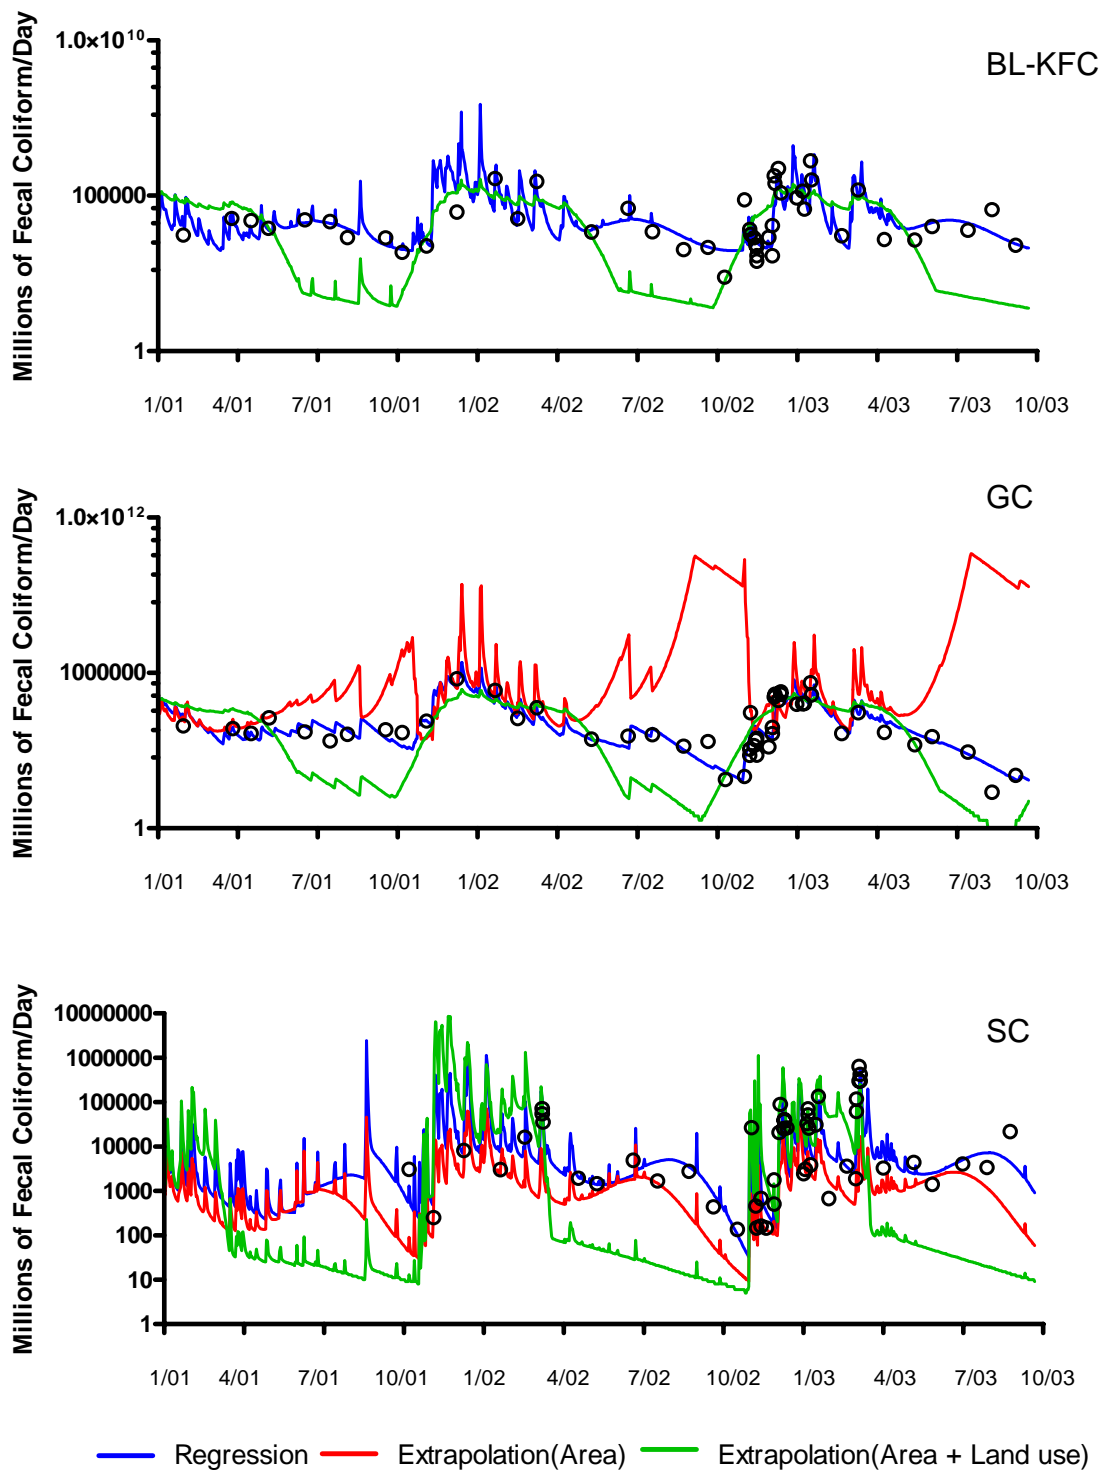 Millions of Fecal Coliform/Day
BL-KFC
1.0×10^10
100000
1
1/01 4/01 7/01 10/01 1/02 4/02 7/02 10/02 1/03 4/03 7/03 10/03
Millions of Fecal Coliform/Day
GC
1.0×10^12
1000000
1
1/01 4/01 7/01 10/01 1/02 4/02 7/02 10/02 1/03 4/03 7/03 10/03
Millions of Fecal Coliform/Day
SC
10000000
1000000
100000
10000
1000
100
10
1
1/01 4/01 7/01 10/01 1/02 4/02 7/02 10/02 1/03 4/03 7/03 10/03
Regression Extrapolation(Area) Extrapolation(Area + Land use)